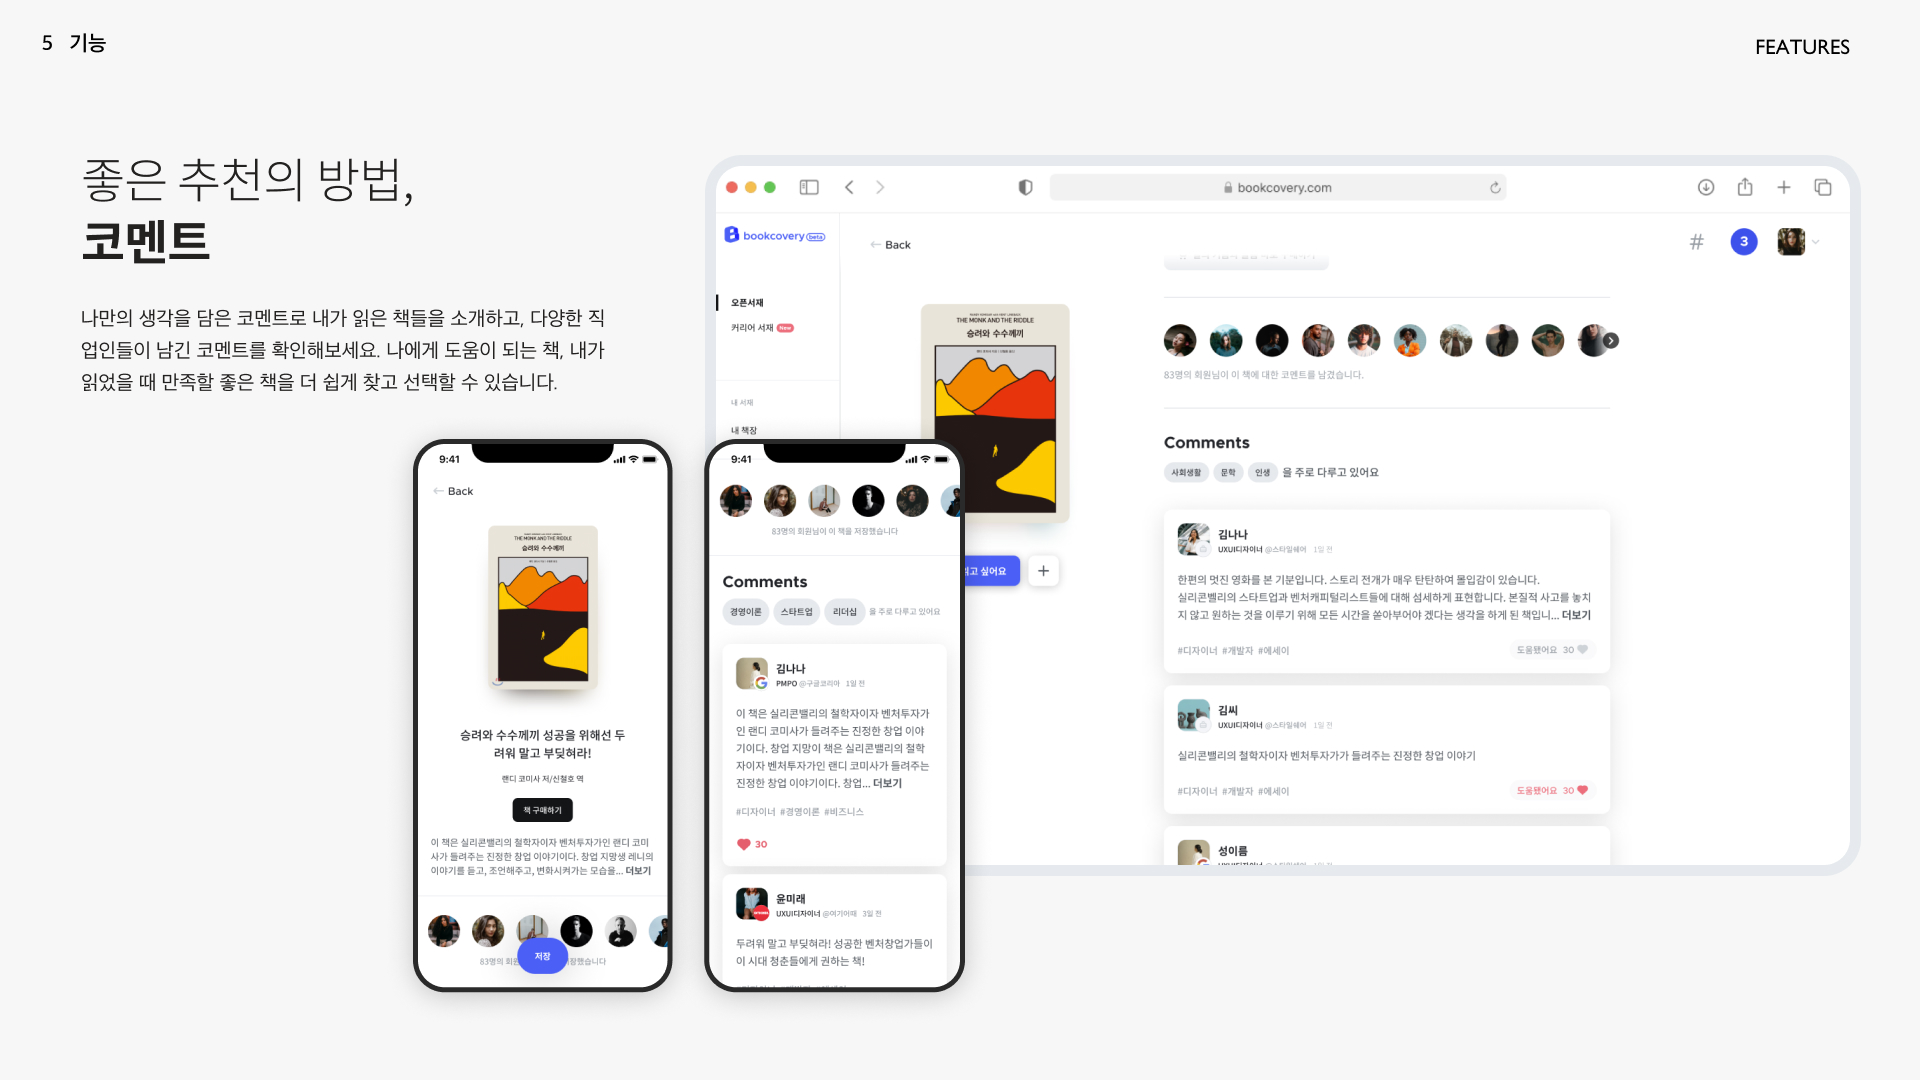 5 기능
FEATURES
좋은 추천의 방법,
코멘트
나만의 생각을 담은 코멘트로 내가 읽은 책들을 소개하고, 다양한 직
업인들이 남긴 코멘트를 확인해보세요. 나에게 도움이 되는 책, 내가
읽었을 때 만족할 좋은 책을 더 쉽게 찾고 선택할 수 있습니다.
bookcovery.com
bookcovery beta
← Back
#
3
오픈서재
커리어 서재 New
내 서재
내 책장
THE MONK AND THE RIDDLE
승려와 수수께끼
읽고 싶어요
+
83명의 회원님이 이 책에 대한 코멘트를 남겼습니다.
Comments
사회생활 문학 인생 을 주로 다루고 있어요
김나나
UXUI디자이너 @스타일쉐어 1일 전
한편의 멋진 영화를 본 기분입니다. 스토리 전개가 매우 탄탄하여 몰입감이 있습니다.
실리콘벨리의 스타트업과 벤처캐피털리스트들에 대해 섬세하게 표현합니다. 본질적 사고를 놓치
지 않고 원하는 것을 이루기 위해 모든 시간을 쏟아부어야 겠다는 생각을 하게 된 책입니... 더보기
#디자이너 #개발자 #에세이
도움됐어요 30
김씨
UXUI디자이너 @스타일쉐어 1일 전
실리콘밸리의 철학자이자 벤처투자가가 들려주는 진정한 창업 이야기
#디자이너 #개발자 #에세이
도움됐어요 30
성이름
9:41
← Back
THE MONK AND THE RIDDLE
승려와 수수께끼
승려와 수수께끼 성공을 위해선 두
려워 말고 부딪혀라!
랜디 코미사 저/신철호 역
책 구매하기
이 책은 실리콘밸리의 철학자이자 벤처투자가인 랜디 코미
사가 들려주는 진정한 창업 이야기이다. 창업 지망생 레니의
이야기를 듣고, 조언해주고, 변화시켜가는 모습을... 더보기
저장
9:41
83명의 회원님이 이 책을 저장했습니다
Comments
경영이론 스타트업 리더십 을 주로 다루고 있어요
김나나
PMPO @구글코리아 1일 전
이 책은 실리콘밸리의 철학자이자 벤처투자가
인 랜디 코미사가 들려주는 진정한 창업 이야
기이다. 창업 지망이 책은 실리콘밸리의 철학
자이자 벤처투자가인 랜디 코미사가 들려주는
진정한 창업 이야기이다. 창업... 더보기
#디자이너 #경영이론 #비즈니스
30
윤미래
UXUI디자이너 @여기어때 3일 전
두려워 말고 부딪혀라! 성공한 벤처창업가들이
이 시대 청춘들에게 권하는 책!